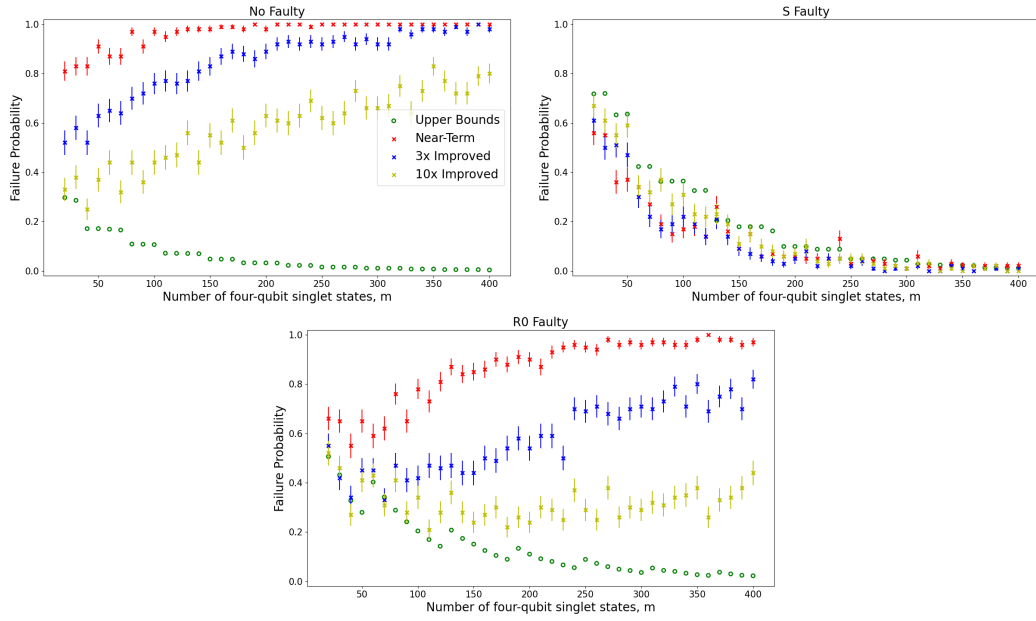 No Faulty
1.0
0.8
0.6
0.4
0.2
0.0
Failure Probability
Upper Bounds
Near-Term
3x Improved
10x Improved
50 100 150 200 250 300 350 400
Number of four-qubit singlet states, m
S Faulty
1.0
0.8
0.6
0.4
0.2
0.0
Failure Probability
50 100 150 200 250 300 350 400
Number of four-qubit singlet states, m
R0 Faulty
1.0
0.8
0.6
0.4
0.2
0.0
Failure Probability
50 100 150 200 250 300 350 400
Number of four-qubit singlet states, m